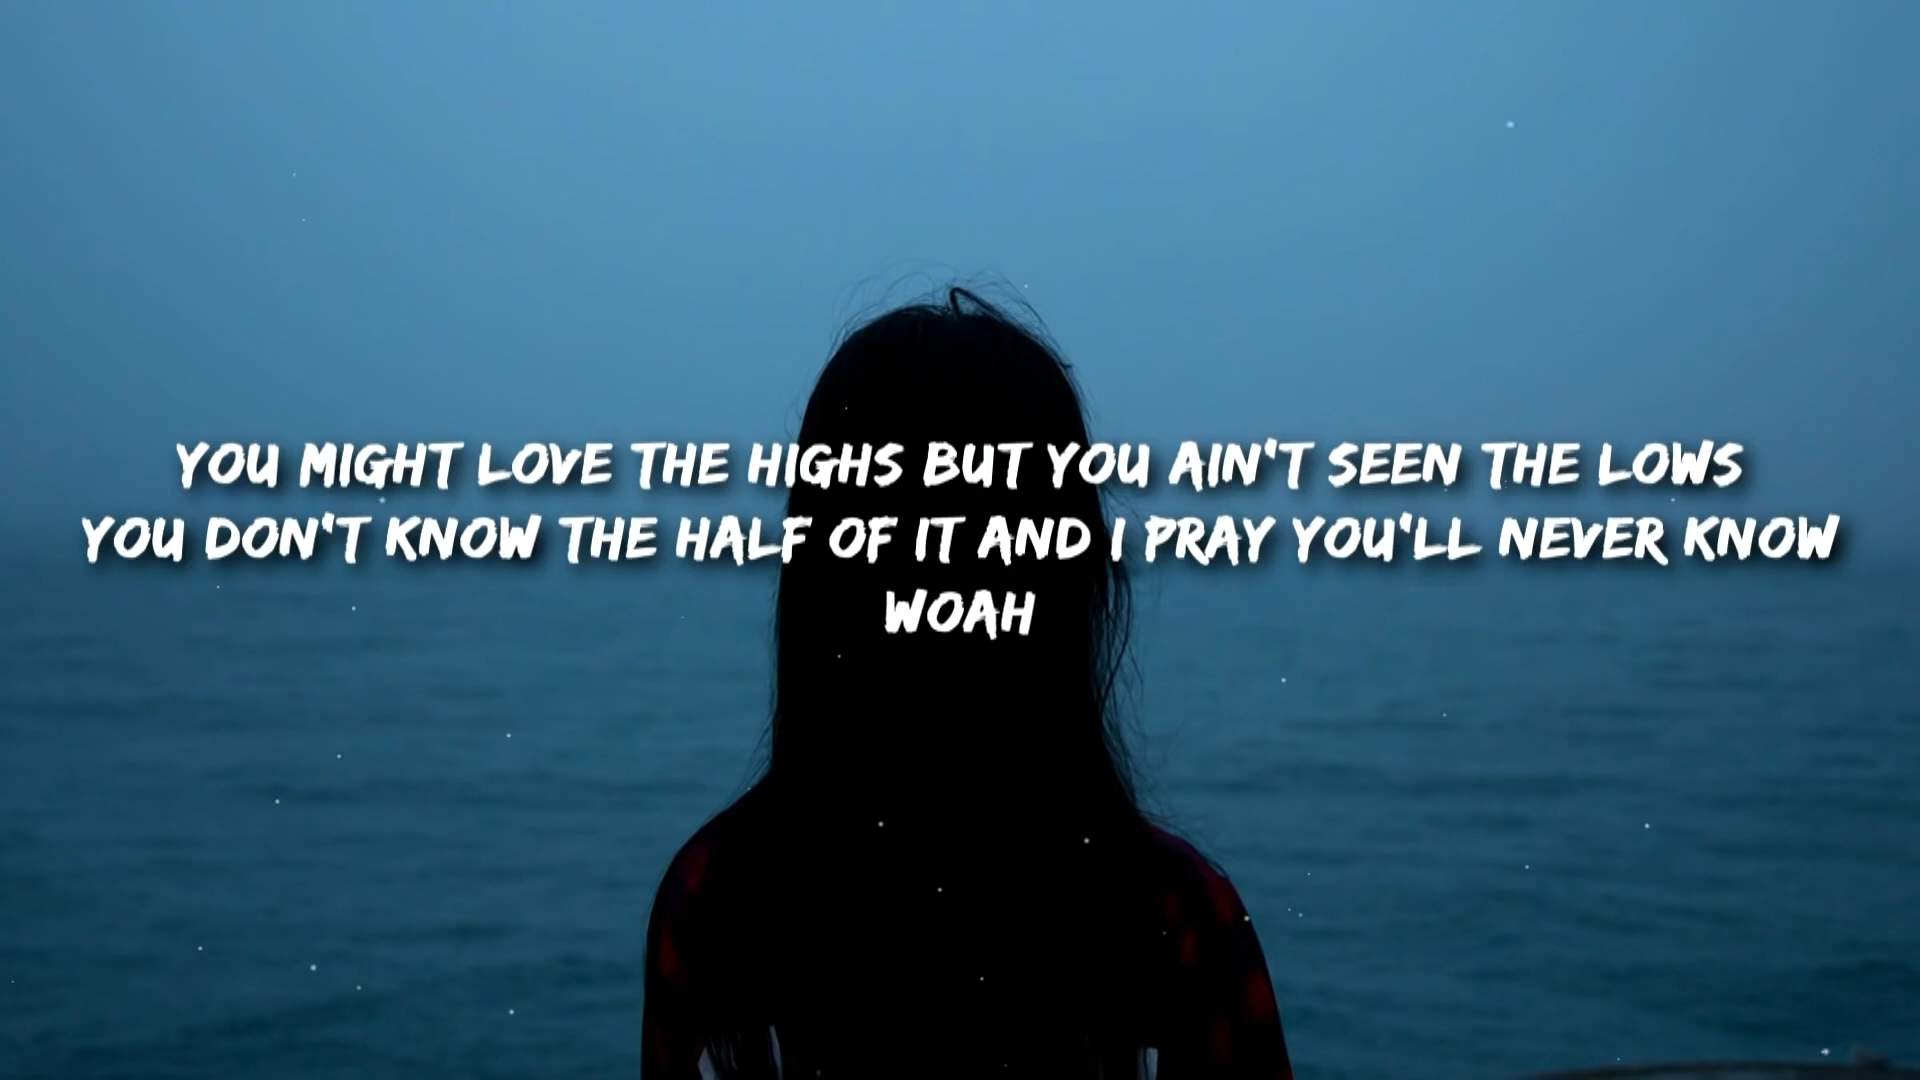 YOU MIGHT LOVE THE HIGHS BUT YOU AIN'T SEEN THE LOWS
YOU DON'T KNOW THE HALF OF IT AND I PRAY YOU'LL NEVER KNOW
WOAH